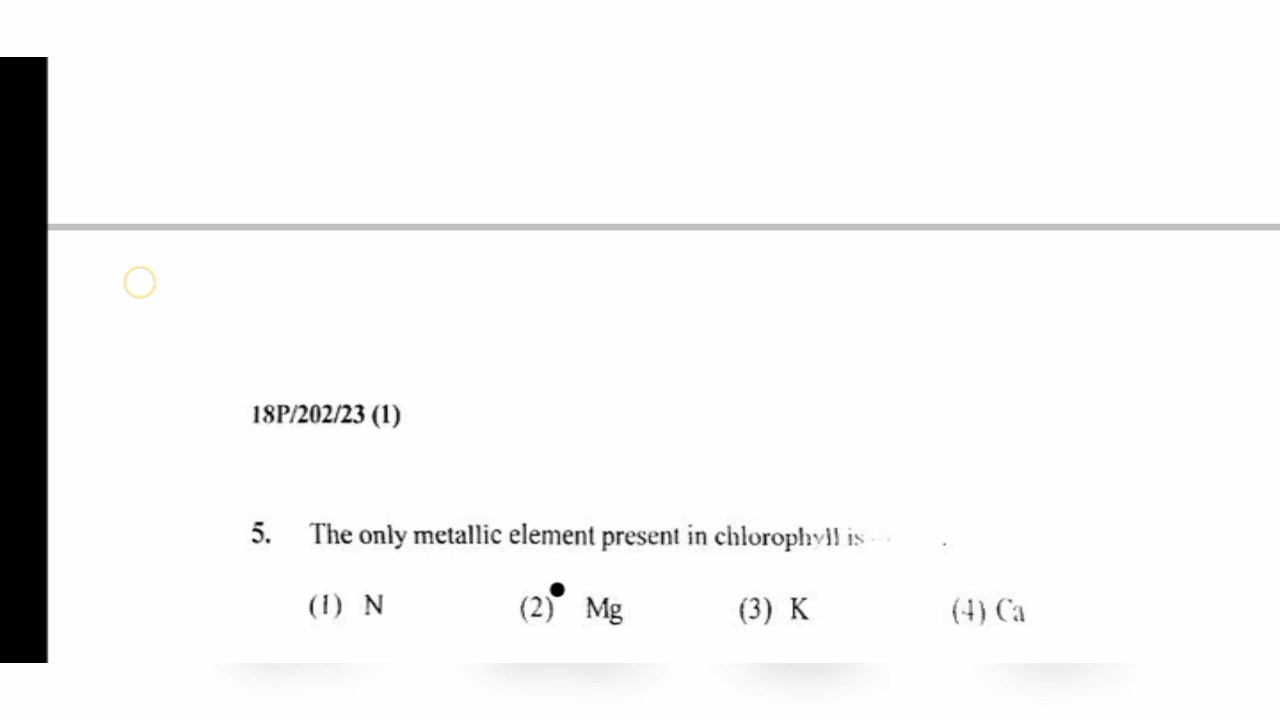 18P/202/23 (1)
5. The only metallic element present in chlorophyll is .
(1) N (2) Mg (3) K (4) Ca